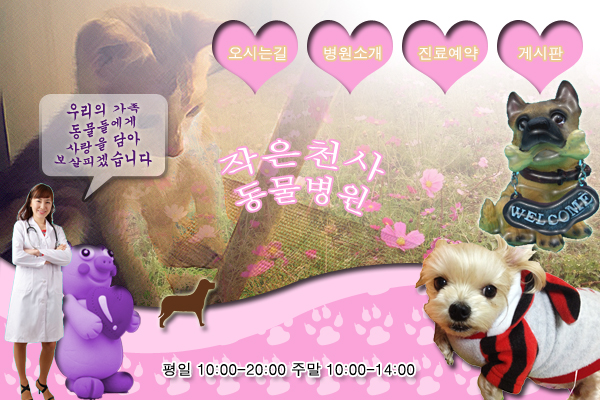 오시는길 병원소개 진료예약 게시판
우리의 가족
동물들에게
사랑을 담아
보살피겠습니다
작은천사
동물병원
WELCOME
평일 10:00-20:00 주말 10:00-14:00